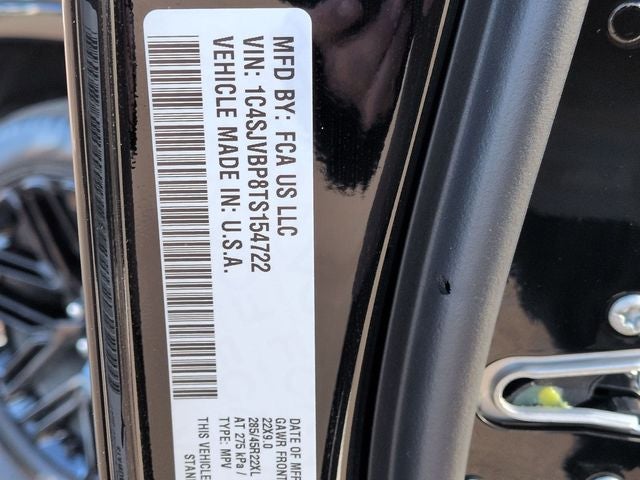 MFD BY: FCA US LLC
VIN: 1C4SJVBP8TS154722
VEHICLE MADE IN: U.S.A.
DATE OF MFR
GAWR FRONT
22X9.0
285/45R22XL
AT 275 kPa /
THIS VEHICLE
STAN
TYPE: MPV